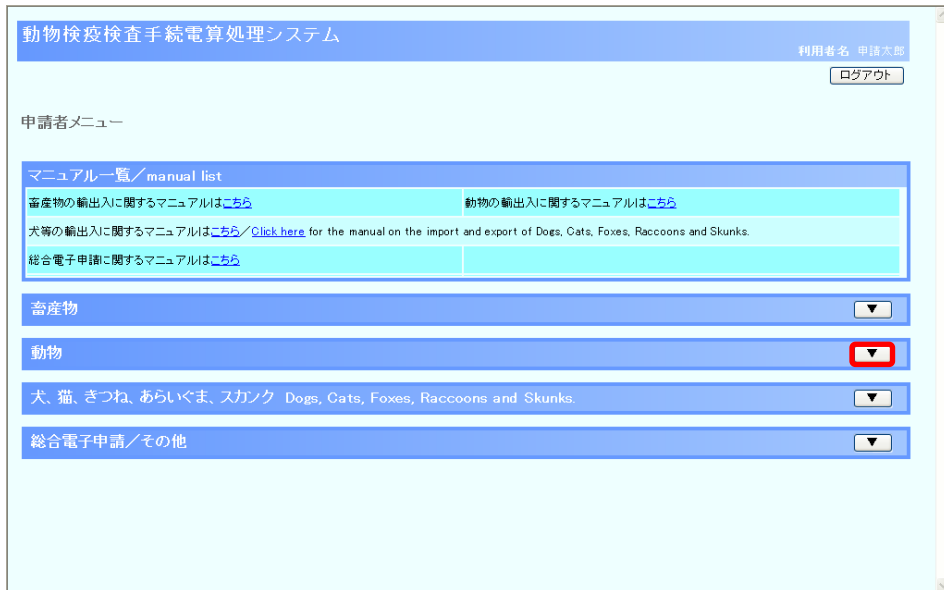 動物検疫検査手続電算処理システム
利用者名 申請太郎
ログアウト
申請者メニュー
マニュアル一覧／manual list
畜産物の輸出入に関するマニュアルはこちら
動物の輸出入に関するマニュアルはこちら
犬等の輸出入に関するマニュアルはこちら／Click here for the manual on the import and export of Dogs, Cats, Foxes, Raccoons and Skunks.
総合電子申請に関するマニュアルはこちら
畜産物 ▼
動物 ▼
犬、猫、きつね、あらいぐま、スカンク Dogs, Cats, Foxes, Raccoons and Skunks. ▼
総合電子申請／その他 ▼